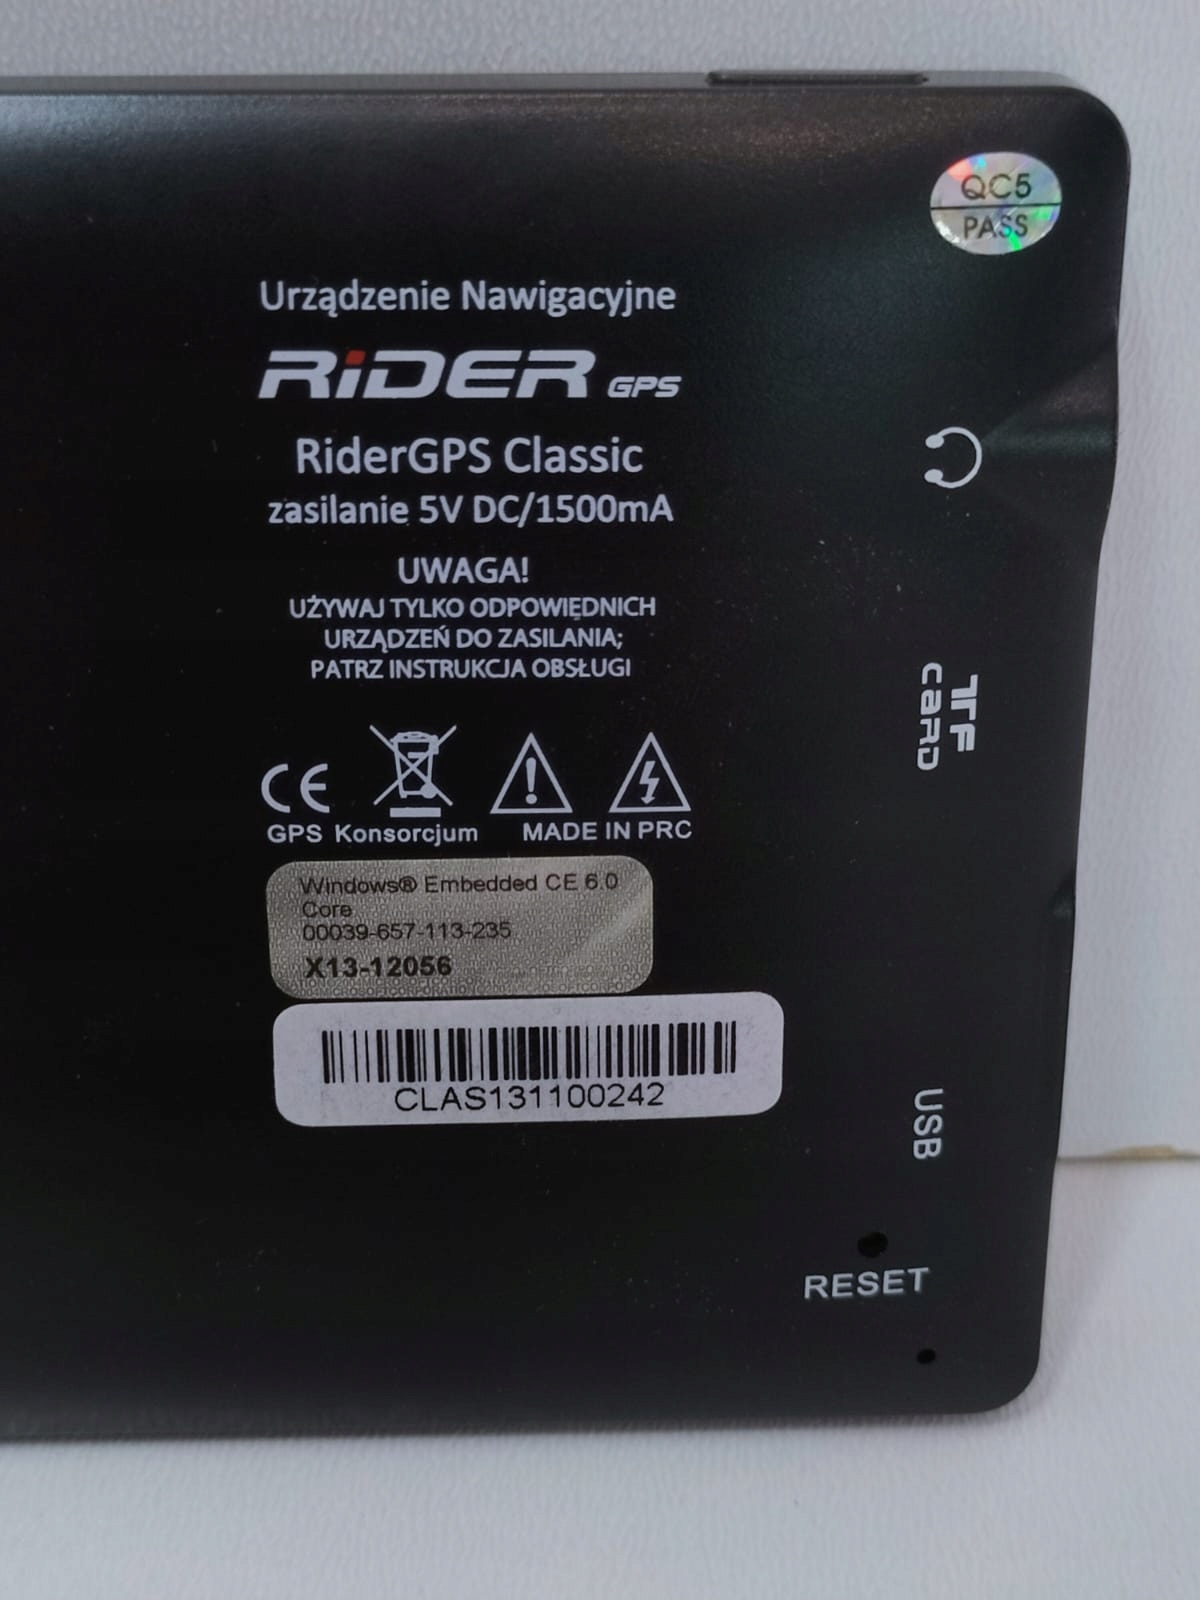 QC5
PASS
Urządzenie Nawigacyjne
RiDER GPS
RiderGPS Classic
zasilanie 5V DC/1500mA
UWAGA!
UŻYWAJ TYLKO ODPOWIĘDNICH
URZĄDZEŃ DO ZASILANIA;
PATRZ INSTRUKCJA OBSŁUGI
CE
GPS Konsorcjum MADE IN PRC
Windows® Embedded CE 6.0
Core
00039-657-113-235
X13-12056
CLAS131100242
TF
CARD
USB
RESET